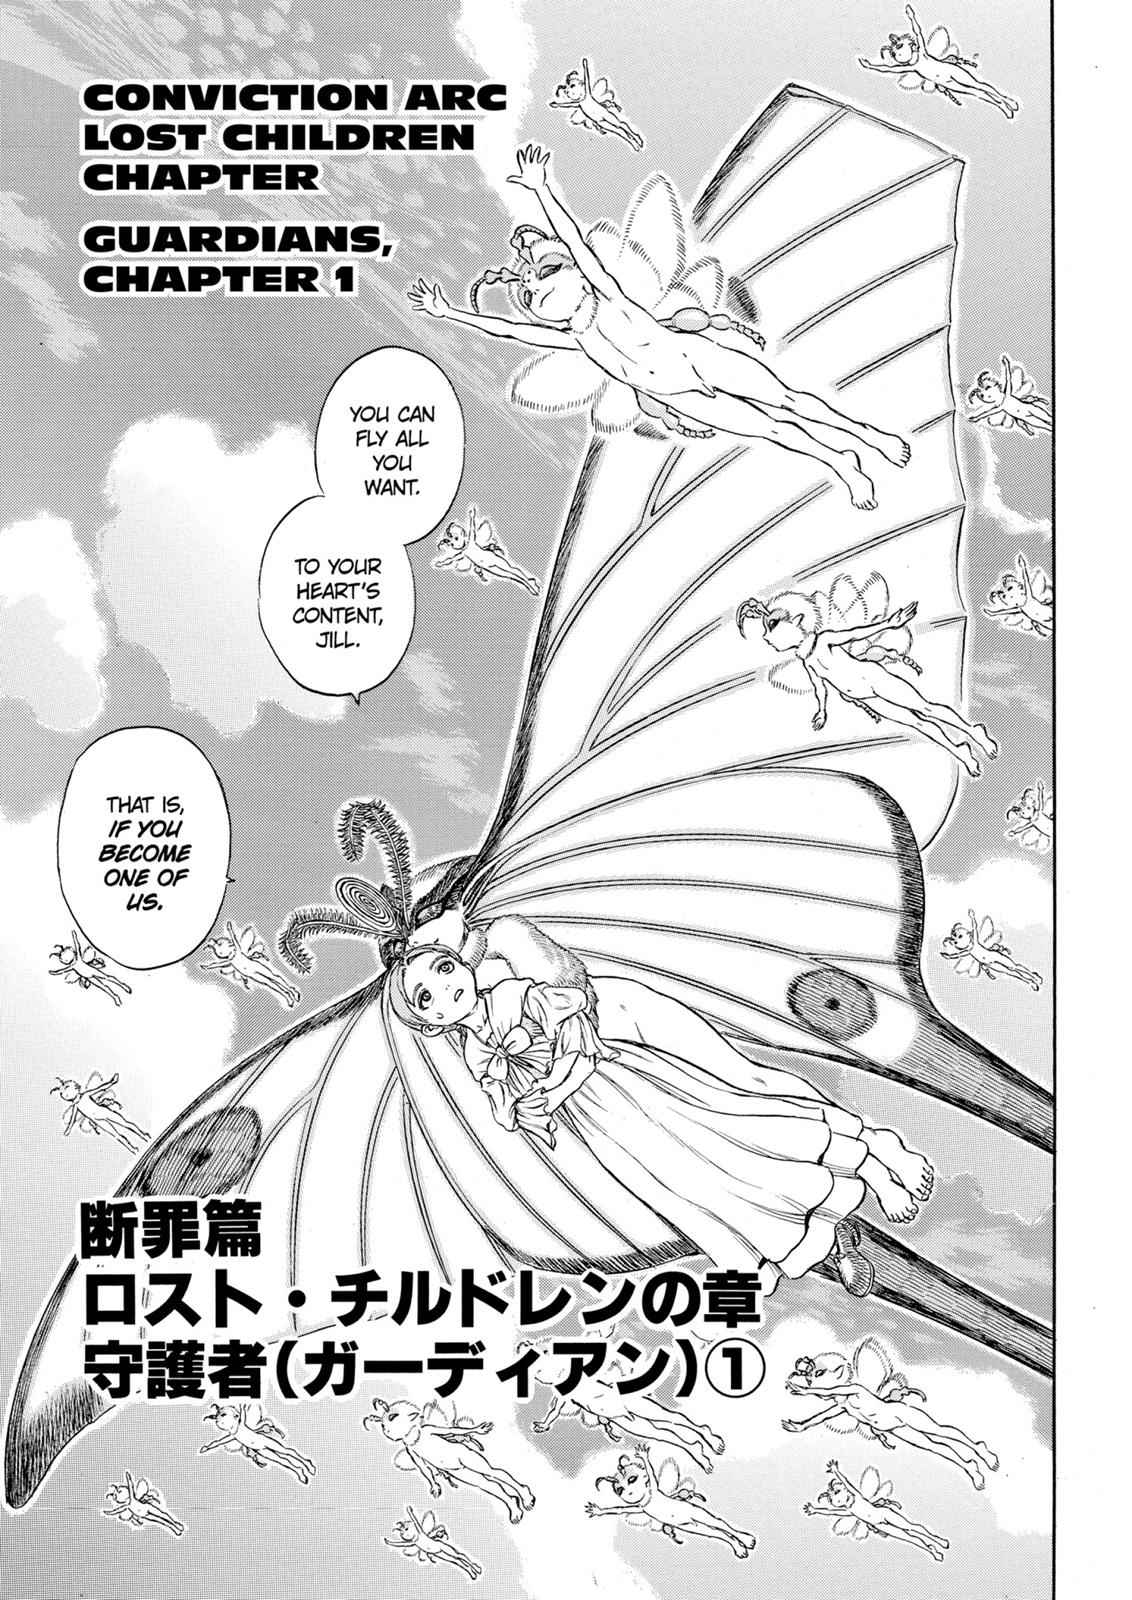 CONVICTION ARC
LOST CHILDREN
CHAPTER
GUARDIANS,
CHAPTER 1
YOU CAN
FLY ALL
YOU
WANT.
TO YOUR
HEART'S
CONTENT,
JILL.
THAT IS,
IF YOU
BECOME
ONE OF
US.
断罪篇
ロスト・チルドレンの章
守護者(ガーディアン)①